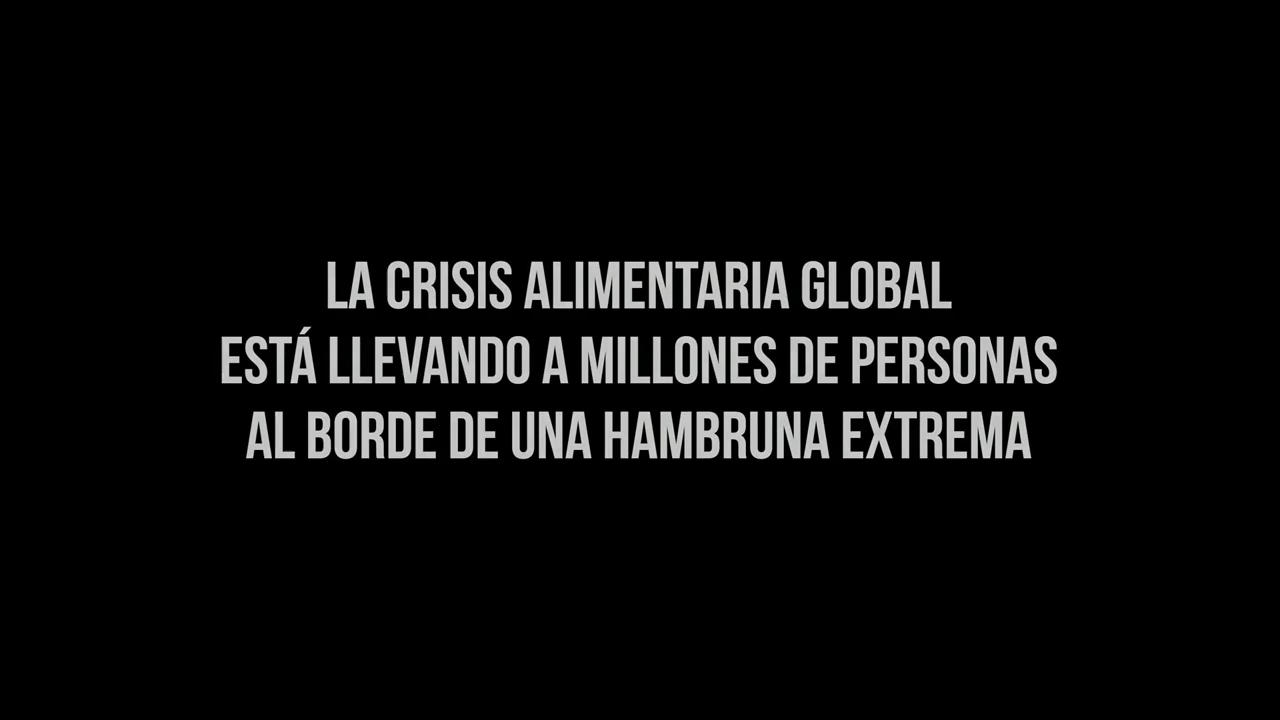 LA CRISIS ALIMENTARIA GLOBAL
ESTÁ LLEVANDO A MILLONES DE PERSONAS
AL BORDE DE UNA HAMBRUNA EXTREMA